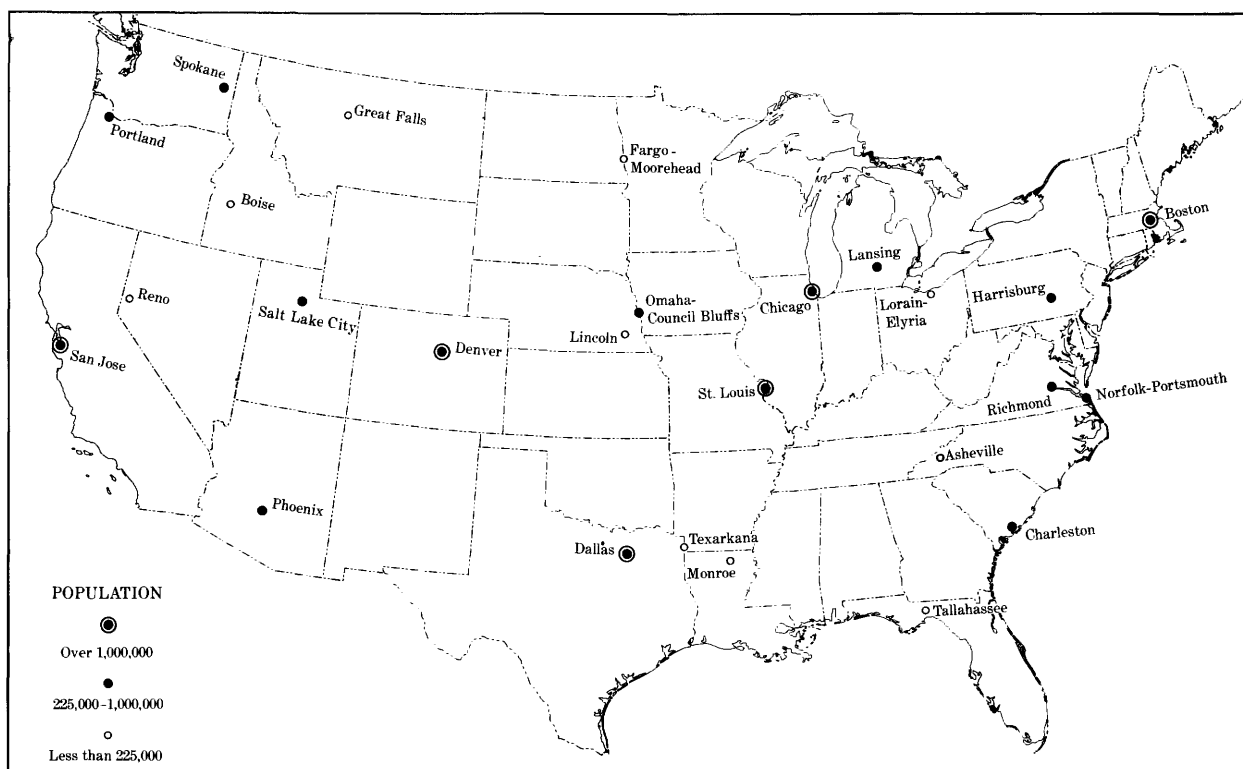 Spokane
Great Falls
Portland
Fargo -
Moorehead
Boise
Boston
Lansing
Reno
Salt Lake City
Omaha-
Council Bluffs
Chicago
Lorain-
Elyria
Harrisburg
Lincoln
San Jose
Denver
St. Louis
Richmond
Norfolk-Portsmouth
Asheville
Phoenix
Charleston
Dallas
Texarkana
Monroe
Tallahassee
POPULATION
Over 1,000,000
225,000-1,000,000
Less than 225,000